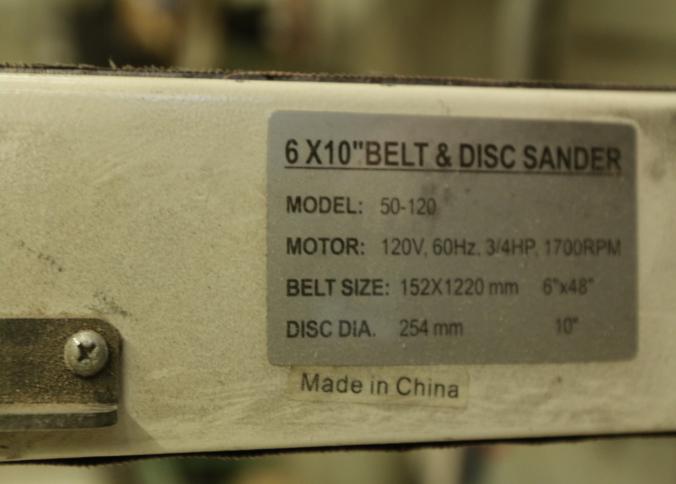 6 X10"BELT & DISC SANDER
MODEL: 50-120
MOTOR: 120V, 60Hz, 3/4HP, 1700RPM
BELT SIZE: 152X1220 mm 6"x48"
DISC DIA. 254 mm 10"
Made in China